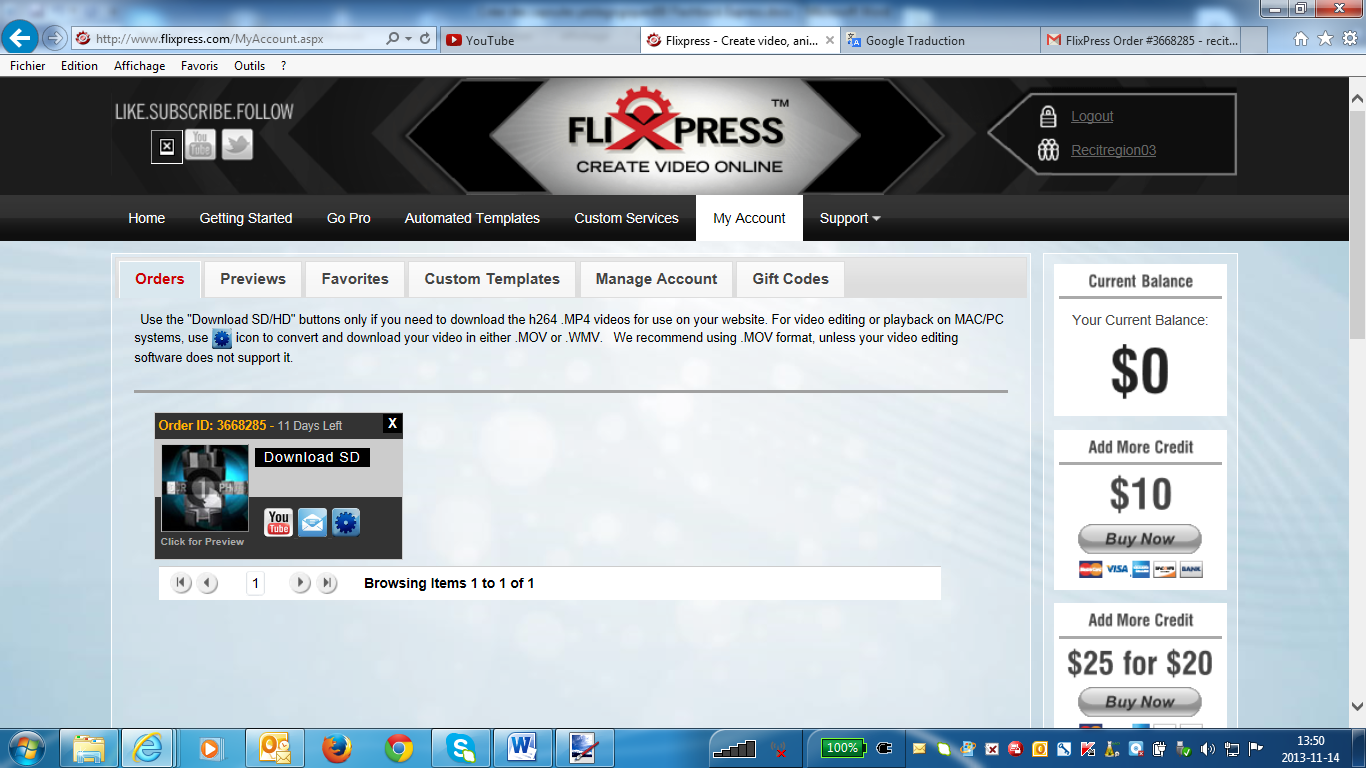 http://www.flixpress.com/MyAccount.aspx
YouTube
Flixpress - Create video, ani...
Google Traduction
FlixPress Order #3668285 - recit...
Fichier Edition Affichage Favoris Outils ?
LIKE.SUBSCRIBE.FOLLOW
You Tube
FLIXPRESS TM
CREATE VIDEO ONLINE
Logout
Recitregion03
Home Getting Started Go Pro Automated Templates Custom Services My Account Support
Orders Previews Favorites Custom Templates Manage Account Gift Codes
Use the "Download SD/HD" buttons only if you need to download the h264 .MP4 videos for use on your website. For video editing or playback on MAC/PC
systems, use icon to convert and download your video in either .MOV or .WMV. We recommend using .MOV format, unless your video editing
software does not support it.
Order ID: 3668285 - 11 Days Left X
Download SD
You Tube
Click for Preview
1 Browsing Items 1 to 1 of 1
Current Balance
Your Current Balance:
$0
Add More Credit
$10
Buy Now
VISA BANK
Add More Credit
$25 for $20
Buy Now
100%
13:50
2013-11-14